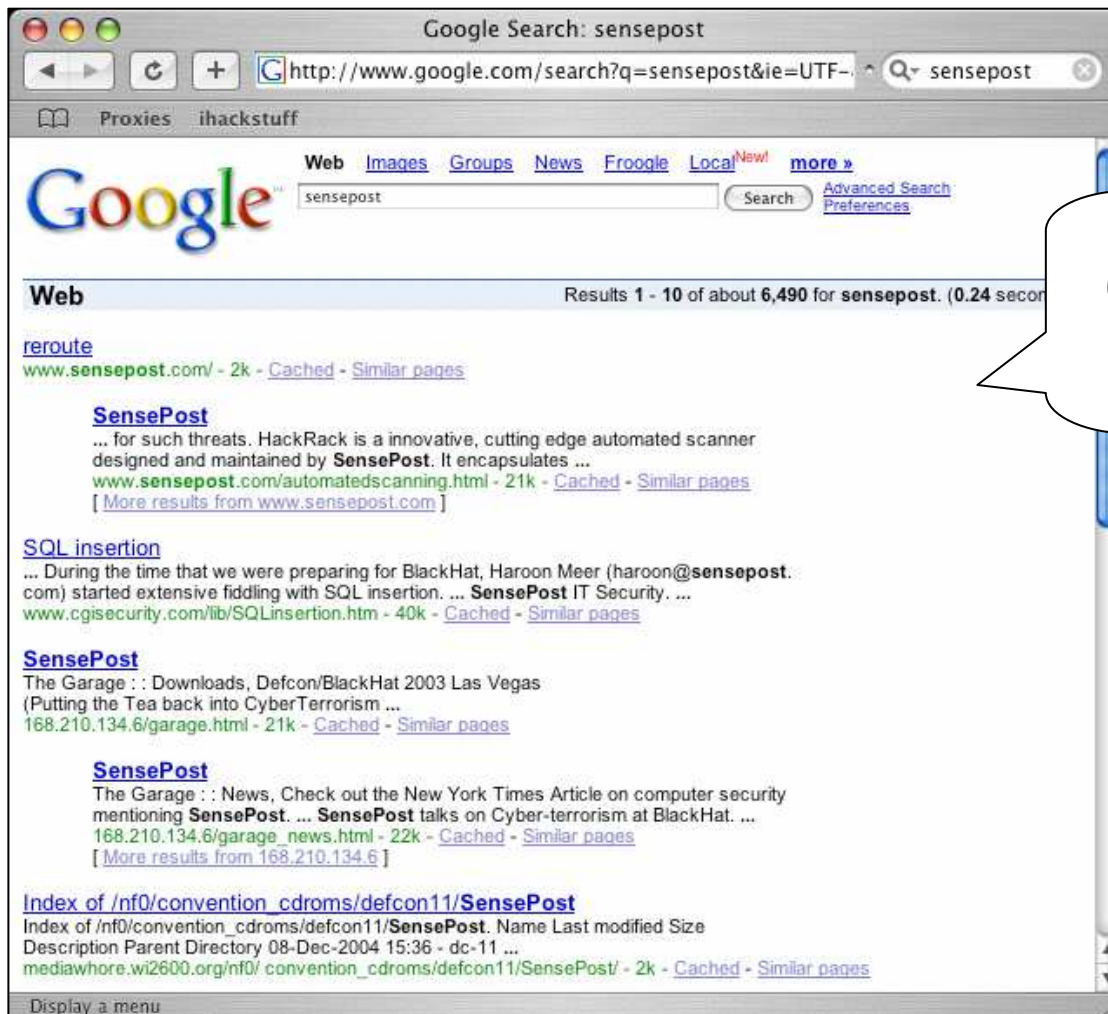 Google Search: sensepost
http://www.google.com/search?q=sensepost&ie=UTF- sensepost
Proxies ihackstuff
Web Images Groups News Froogle Local New! more »
Google
sensepost Search Advanced Search
Preferences
Web Results 1 - 10 of about 6,490 for sensepost. (0.24 secon
reroute
www.sensepost.com/ - 2k - Cached - Similar pages
SensePost
... for such threats. HackRack is a innovative, cutting edge automated scanner
designed and maintained by SensePost. It encapsulates ...
www.sensepost.com/automatedscanning.html - 21k - Cached - Similar pages
[ More results from www.sensepost.com ]
SQL insertion
... During the time that we were preparing for BlackHat, Haroon Meer (haroon@sensepost.
com) started extensive fiddling with SQL insertion. ... SensePost IT Security. ...
www.cgisecurity.com/lib/SQLinsertion.htm - 40k - Cached - Similar pages
SensePost
The Garage : : Downloads, Defcon/BlackHat 2003 Las Vegas
(Putting the Tea back into CyberTerrorism ...
168.210.134.6/garage.html - 21k - Cached - Similar pages
SensePost
The Garage : : News, Check out the New York Times Article on computer security
mentioning SensePost. ... SensePost talks on Cyber-terrorism at BlackHat. ...
168.210.134.6/garage_news.html - 22k - Cached - Similar pages
[ More results from 168.210.134.6 ]
Index of /nf0/convention_cdroms/defcon11/SensePost
Index of /nf0/convention_cdroms/defcon11/SensePost. Name Last modified Size
Description Parent Directory 08-Dec-2004 15:36 - dc-11 ...
mediawhore.wi2600.org/nf0/ convention_cdroms/defcon11/SensePost/ - 2k - Cached - Similar pages
Display a menu